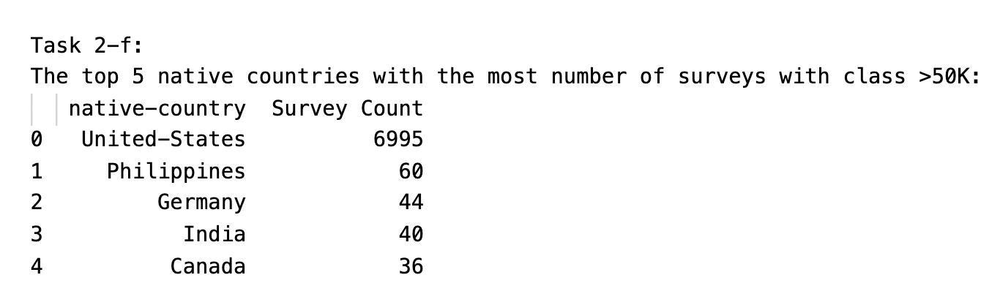 Task 2-f:
The top 5 native countries with the most number of surveys with class >50K:
native-country Survey Count
0 United-States 6995
1 Philippines 60
2 Germany 44
3 India 40
4 Canada 36